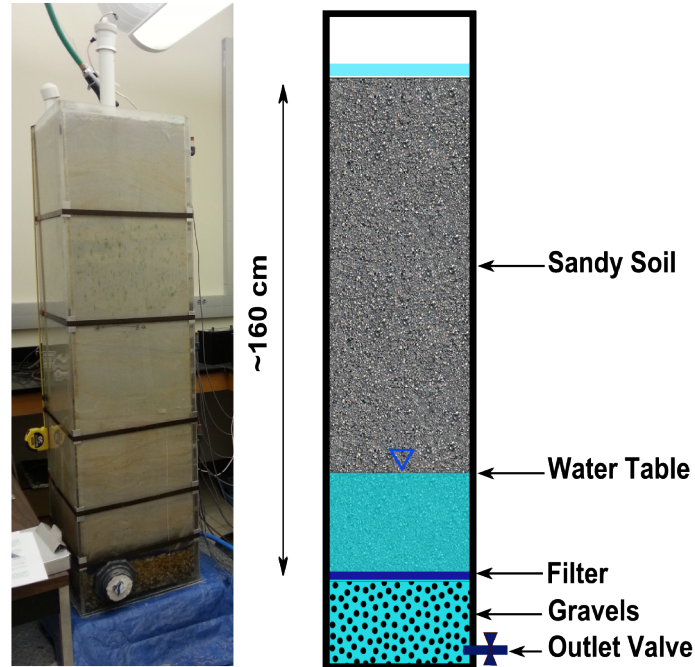 ~160 cm
Sandy Soil
Water Table
Filter
Gravels
Outlet Valve